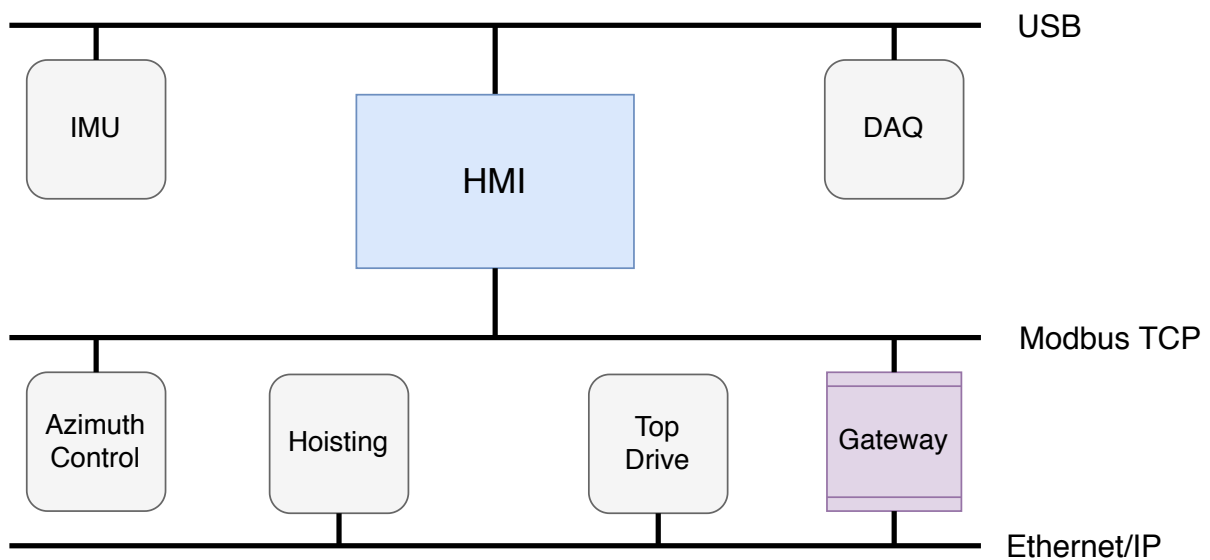 USB
IMU
HMI
DAQ
Modbus TCP
Azimuth
Control
Hoisting
Top
Drive
Gateway
Ethernet/IP